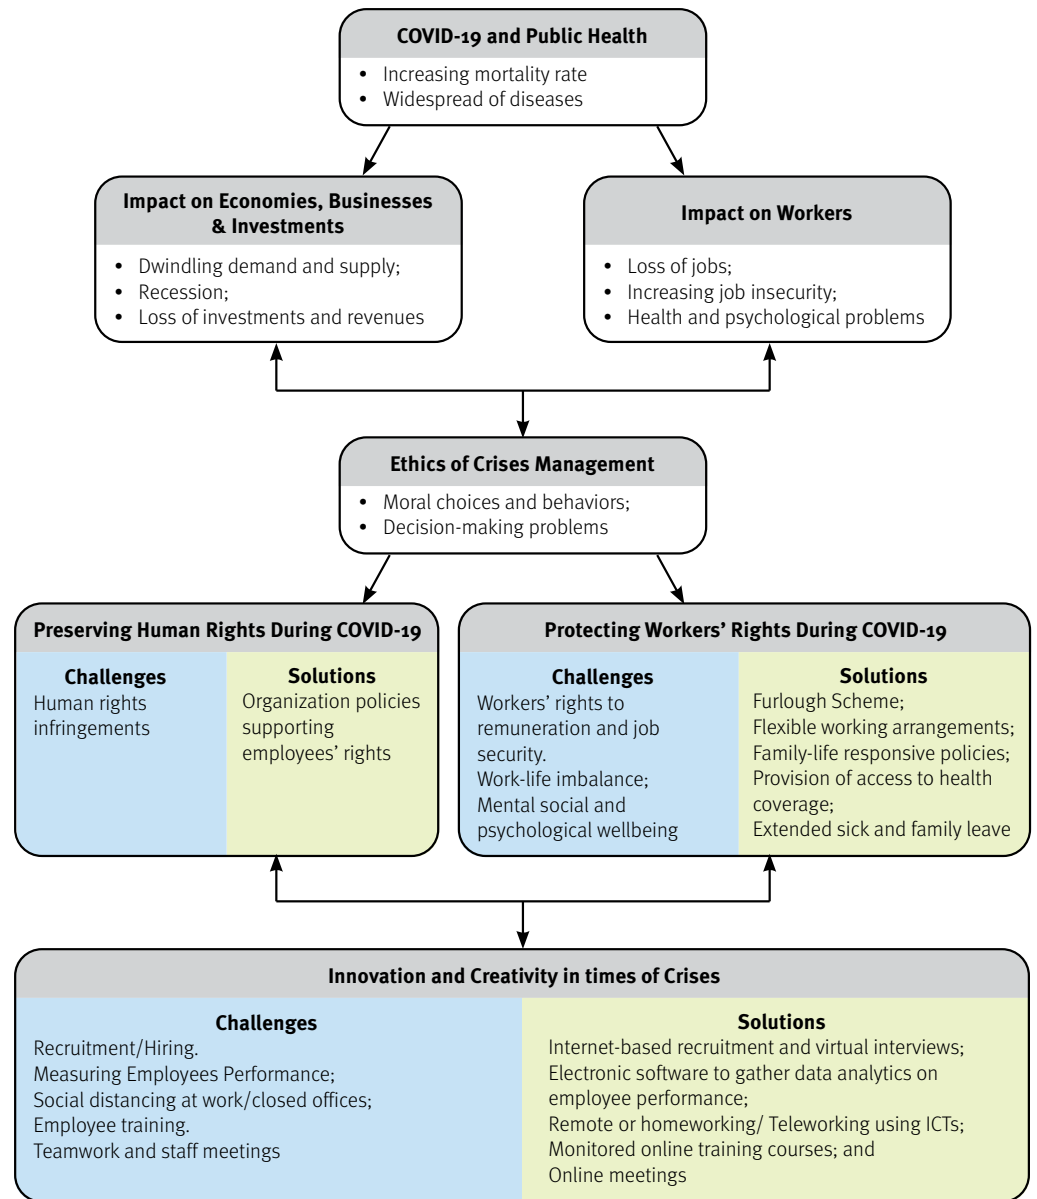 COVID-19 and Public Health
• Increasing mortality rate
• Widespread of diseases
Impact on Economies, Businesses
& Investments
• Dwindling demand and supply;
• Recession;
• Loss of investments and revenues
Impact on Workers
• Loss of jobs;
• Increasing job insecurity;
• Health and psychological problems
Ethics of Crises Management
• Moral choices and behaviors;
• Decision-making problems
Preserving Human Rights During COVID-19
Challenges
Human rights
infringements
Solutions
Organization policies
supporting
employees’ rights
Protecting Workers’ Rights During COVID-19
Challenges
Workers’ rights to
remuneration and job
security.
Work-life imbalance;
Mental social and
psychological wellbeing
Solutions
Furlough Scheme;
Flexible working arrangements;
Family-life responsive policies;
Provision of access to health
coverage;
Extended sick and family leave
Innovation and Creativity in times of Crises
Challenges
Recruitment/Hiring.
Measuring Employees Performance;
Social distancing at work/closed offices;
Employee training.
Teamwork and staff meetings
Solutions
Internet-based recruitment and virtual interviews;
Electronic software to gather data analytics on
employee performance;
Remote or homeworking/ Teleworking using ICTs;
Monitored online training courses; and
Online meetings